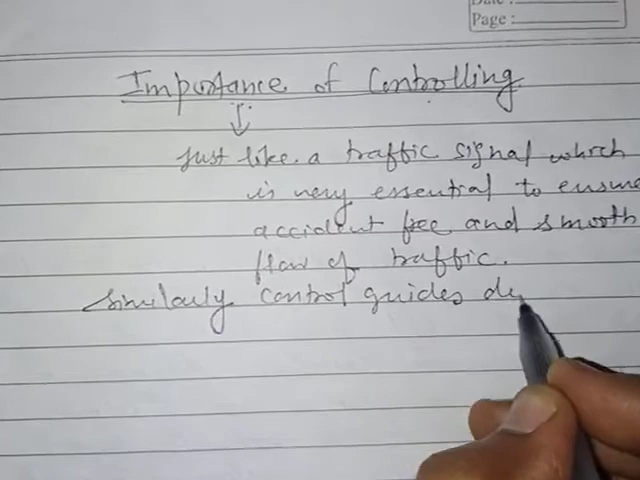 Page :
Importance of Controlling
Just like a traffic signal which
is very essential to ensure
accident free and smooth
flow of traffic.
Similarly control guides